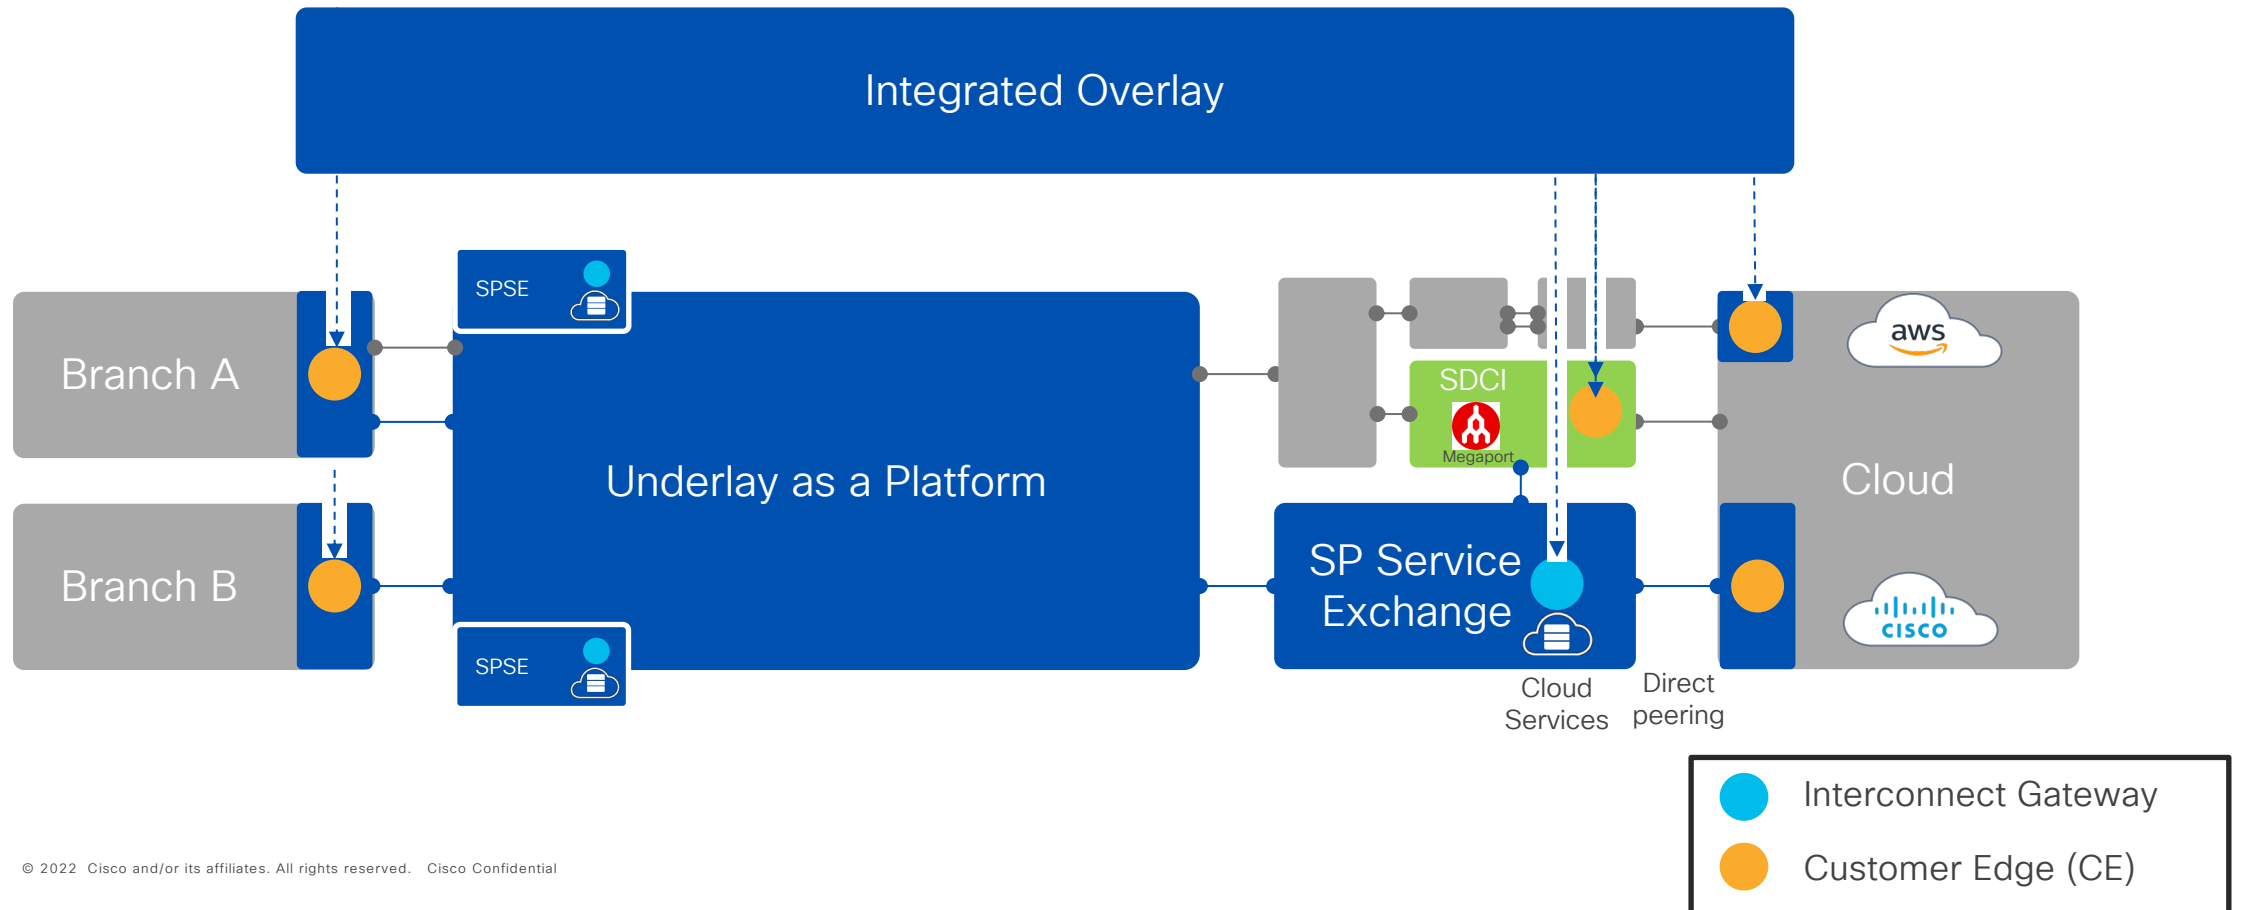 Integrated Overlay
SPSE
Branch A
aws
SDCI
Megaport
Cloud
Underlay as a Platform
SP Service
Exchange
Branch B
CISCO
SPSE
Cloud
Services
Direct
peering
Interconnect Gateway
Customer Edge (CE)
© 2022 Cisco and/or its affiliates. All rights reserved. Cisco Confidential